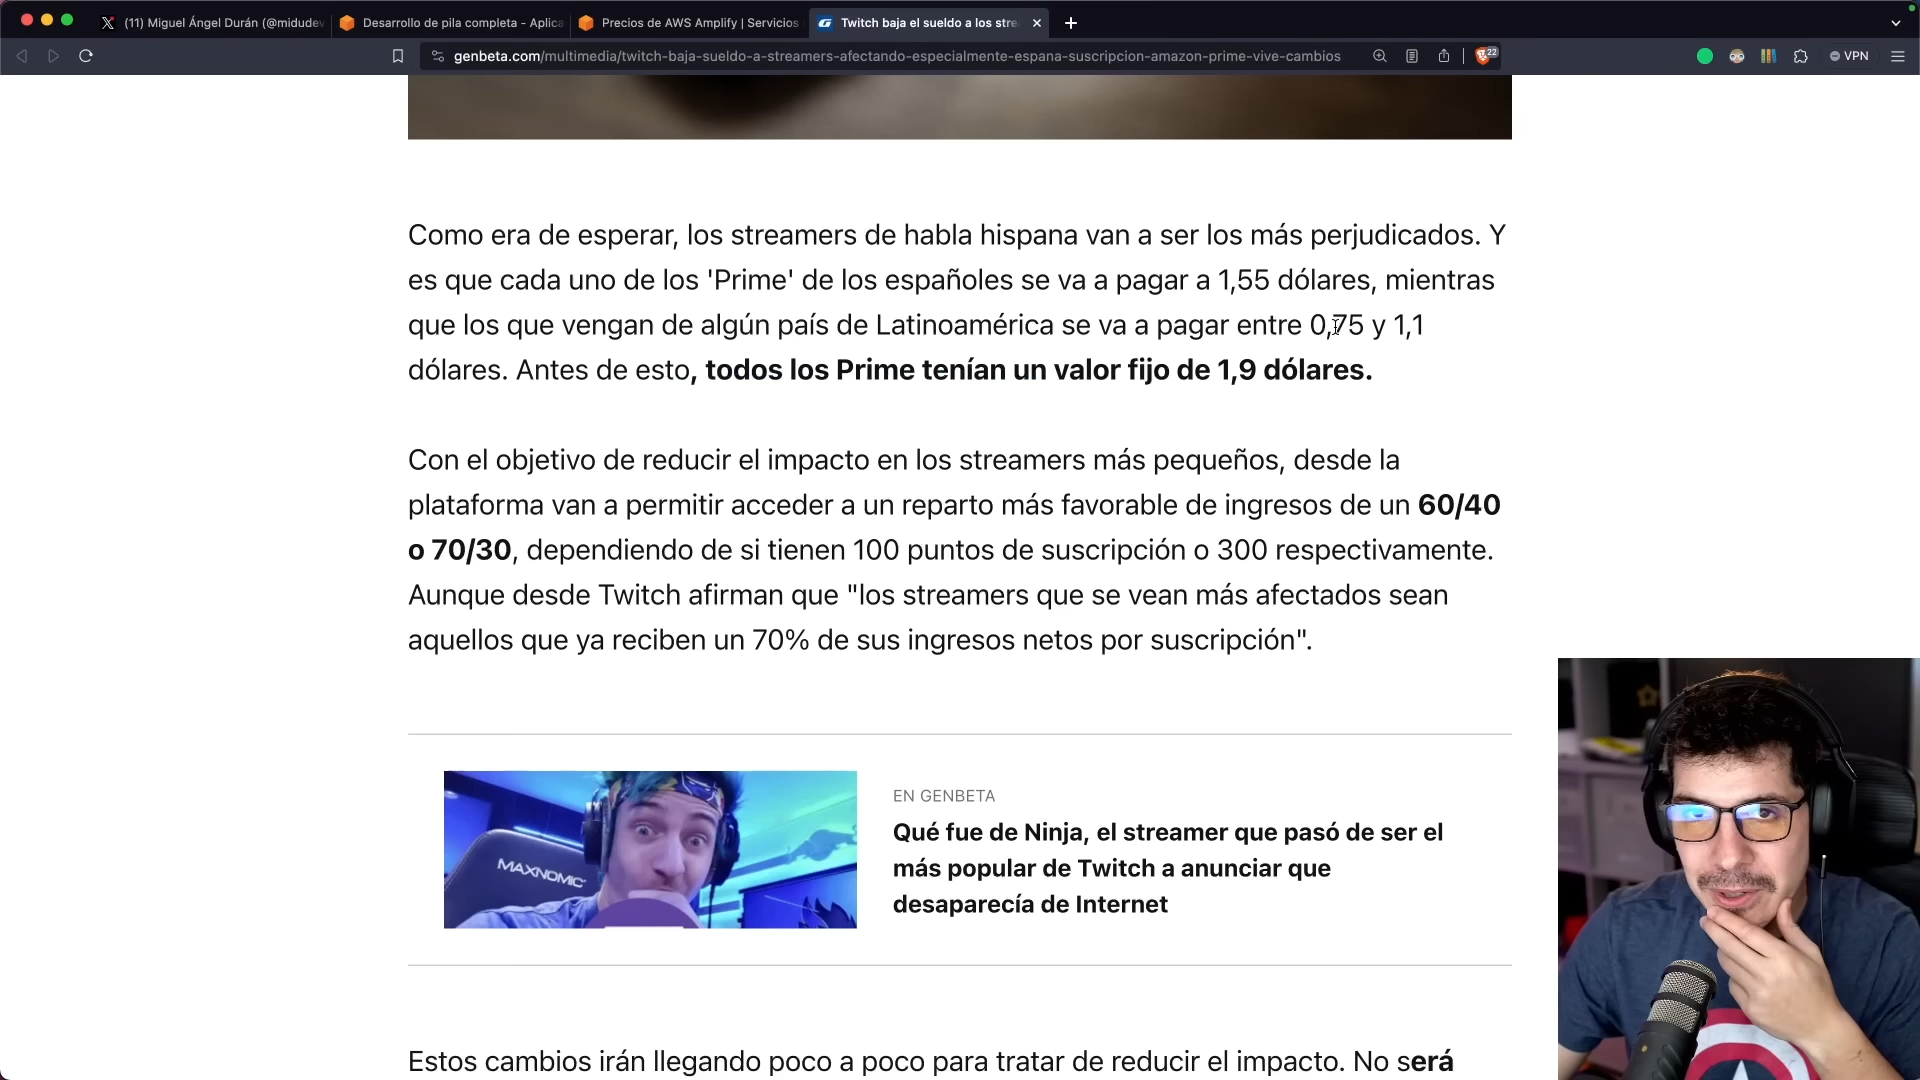 (11) Miguel Ángel Durán (@midudev
Desarrollo de pila completa - Aplica
Precios de AWS Amplify | Servicios
Twitch baja el sueldo a los stre
genbeta.com/multimedia/twitch-baja-sueldo-a-streamers-afectando-especialmente-espana-suscripcion-amazon-prime-vive-cambios
22
VPN
Como era de esperar, los streamers de habla hispana van a ser los más perjudicados. Y
es que cada uno de los 'Prime' de los españoles se va a pagar a 1,55 dólares, mientras
que los que vengan de algún país de Latinoamérica se va a pagar entre 0,75 y 1,1
dólares. Antes de esto, todos los Prime tenían un valor fijo de 1,9 dólares.
Con el objetivo de reducir el impacto en los streamers más pequeños, desde la
plataforma van a permitir acceder a un reparto más favorable de ingresos de un 60/40
o 70/30, dependiendo de si tienen 100 puntos de suscripción o 300 respectivamente.
Aunque desde Twitch afirman que "los streamers que se vean más afectados sean
aquellos que ya reciben un 70% de sus ingresos netos por suscripción".
MAXNOMIC
EN GENBETA
Qué fue de Ninja, el streamer que pasó de ser el
más popular de Twitch a anunciar que
desaparecía de Internet
Estos cambios irán llegando poco a poco para tratar de reducir el impacto. No será